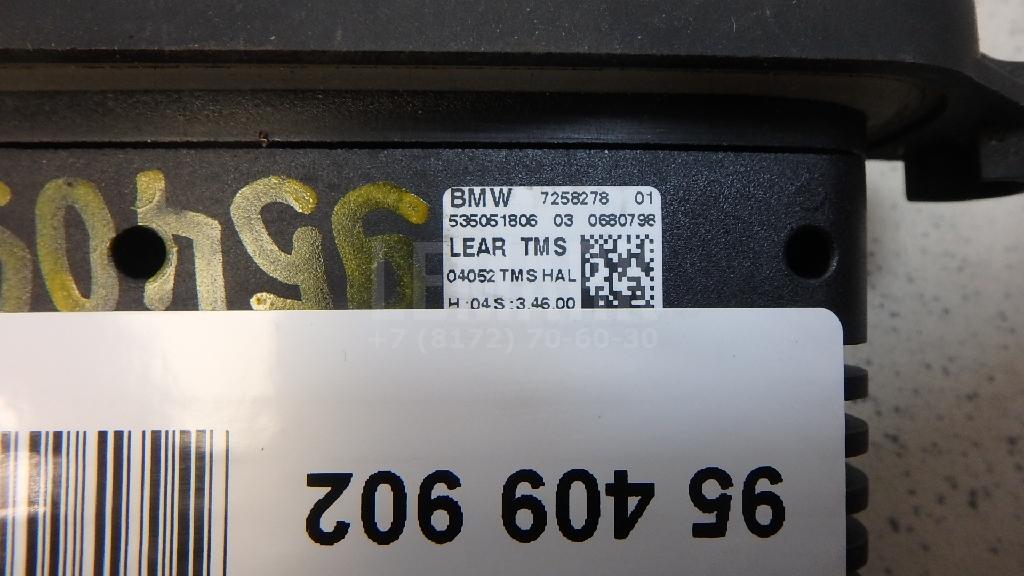 BMW 7258278 01
535051806 03 0680798
LEAR TMS
04052 TMS HAL
H :04 S :3.46.00
+7 (8172) 70-60-30
95 409 902